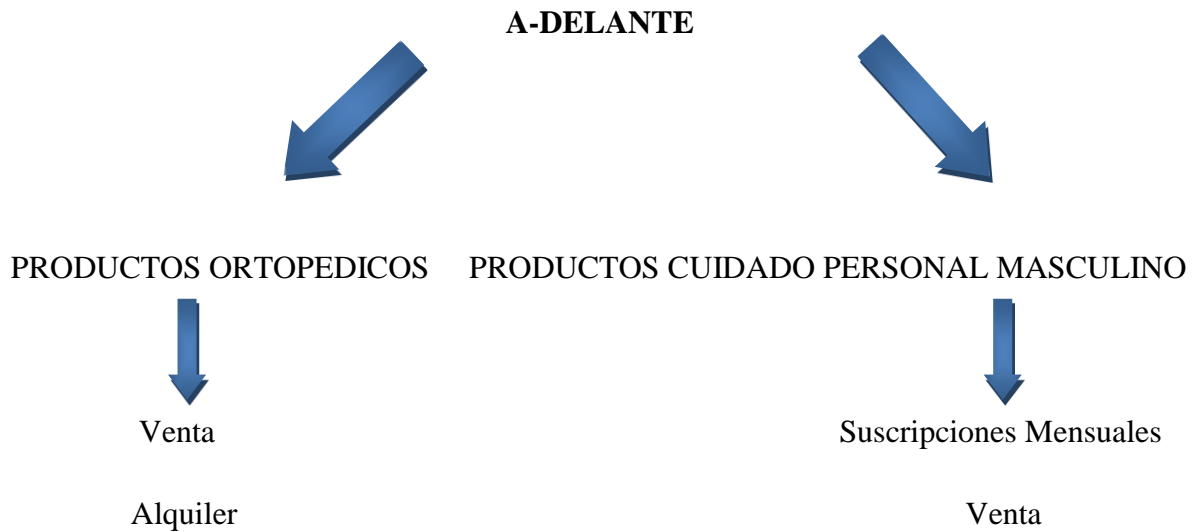 A-DELANTE
PRODUCTOS ORTOPEDICOS PRODUCTOS CUIDADO PERSONAL MASCULINO
Venta Suscripciones Mensuales
Alquiler Venta